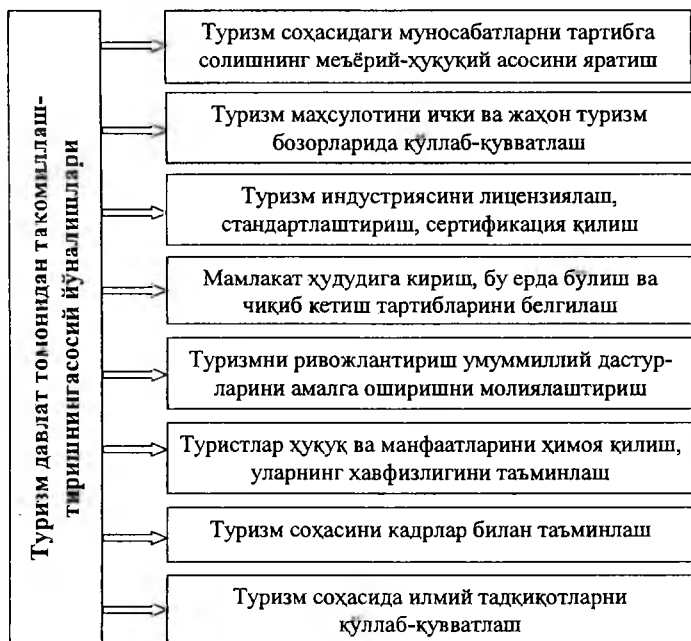 Туризм давлат томонидан такомиллаш-
тиришнингасосий йўналишлари
Туризм соҳасидаги муносабатларни тартибга
солишнинг меъёрий-ҳуқуқий асосини яратиш
Туризм маҳсулотини ички ва жаҳон туризм
бозорларида қўллаб-қувватлаш
Туризм индустриясини лицензиялаш,
стандартлаштириш, сертификация қилиш
Мамлакат ҳудудига кириш, бу ерда бўлиш ва
чиқиб кетиш тартибларини белгилаш
Туризмни ривожлантириш умуммиллий дастур-
ларини амалга оширишни молиялаштириш
Туристлар ҳуқуқ ва манфаатларини ҳимоя қилиш,
уларнинг хавфизлигини таъминлаш
Туризм соҳасини кадрлар билан таъминлаш
Туризм соҳасида илмий тадқиқотларни
қўллаб-қувватлаш